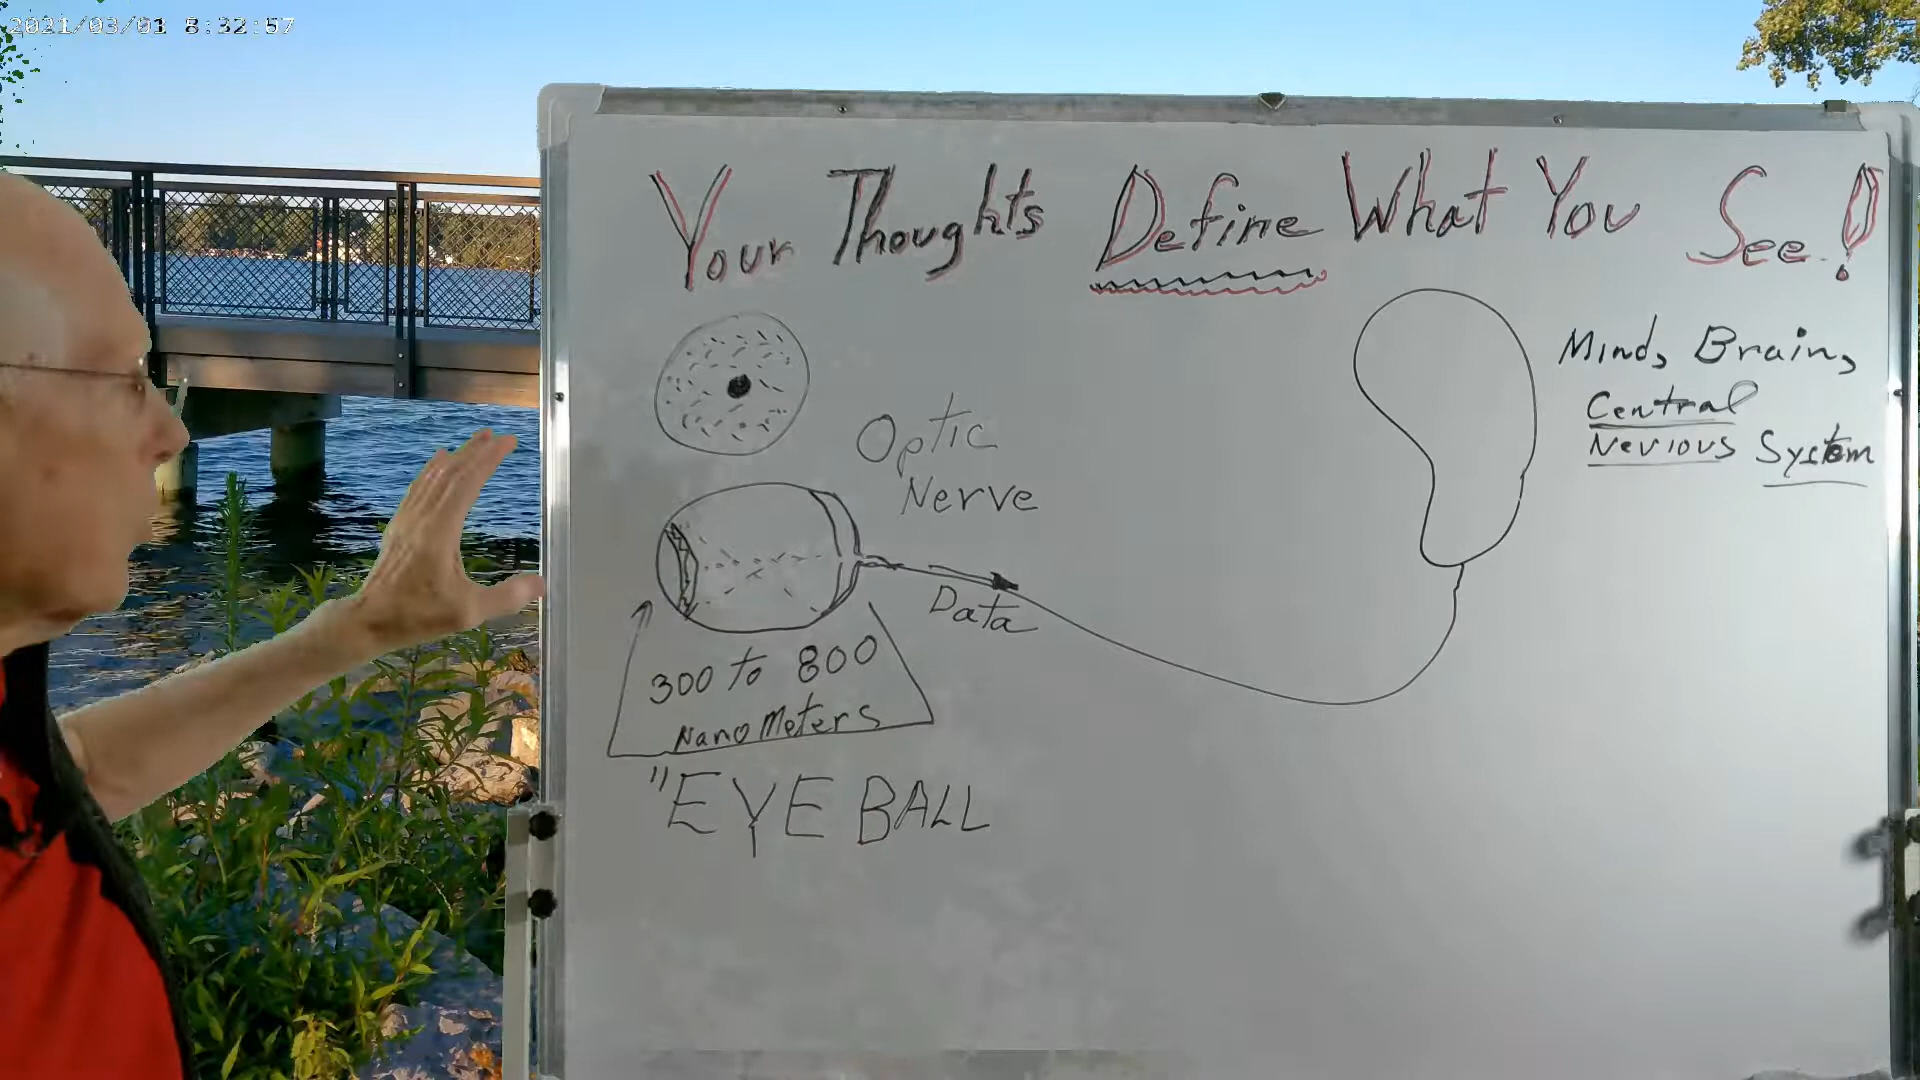 2021/03/01 8:32:57
Your Thoughts Define What You See!
Mind, Brain,
Central
Nevious System
Optic
Nerve
Data
300 to 800
Nano Meters
"EYE BALL